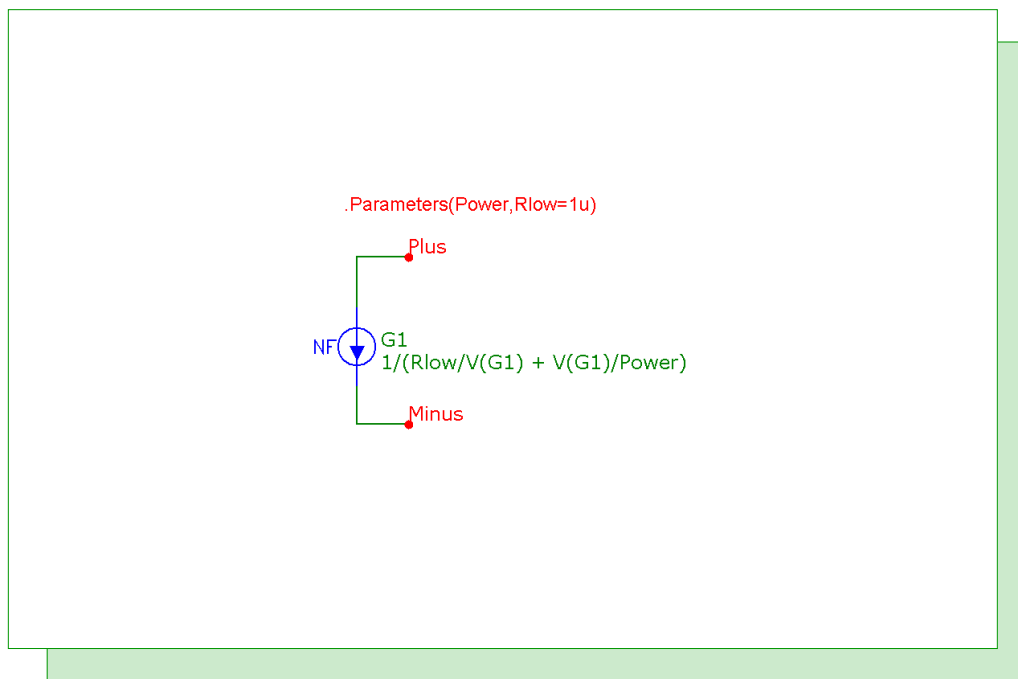 .Parameters(Power,Rlow=1u)
Plus
NF
G1
1/(Rlow/V(G1) + V(G1)/Power)
Minus